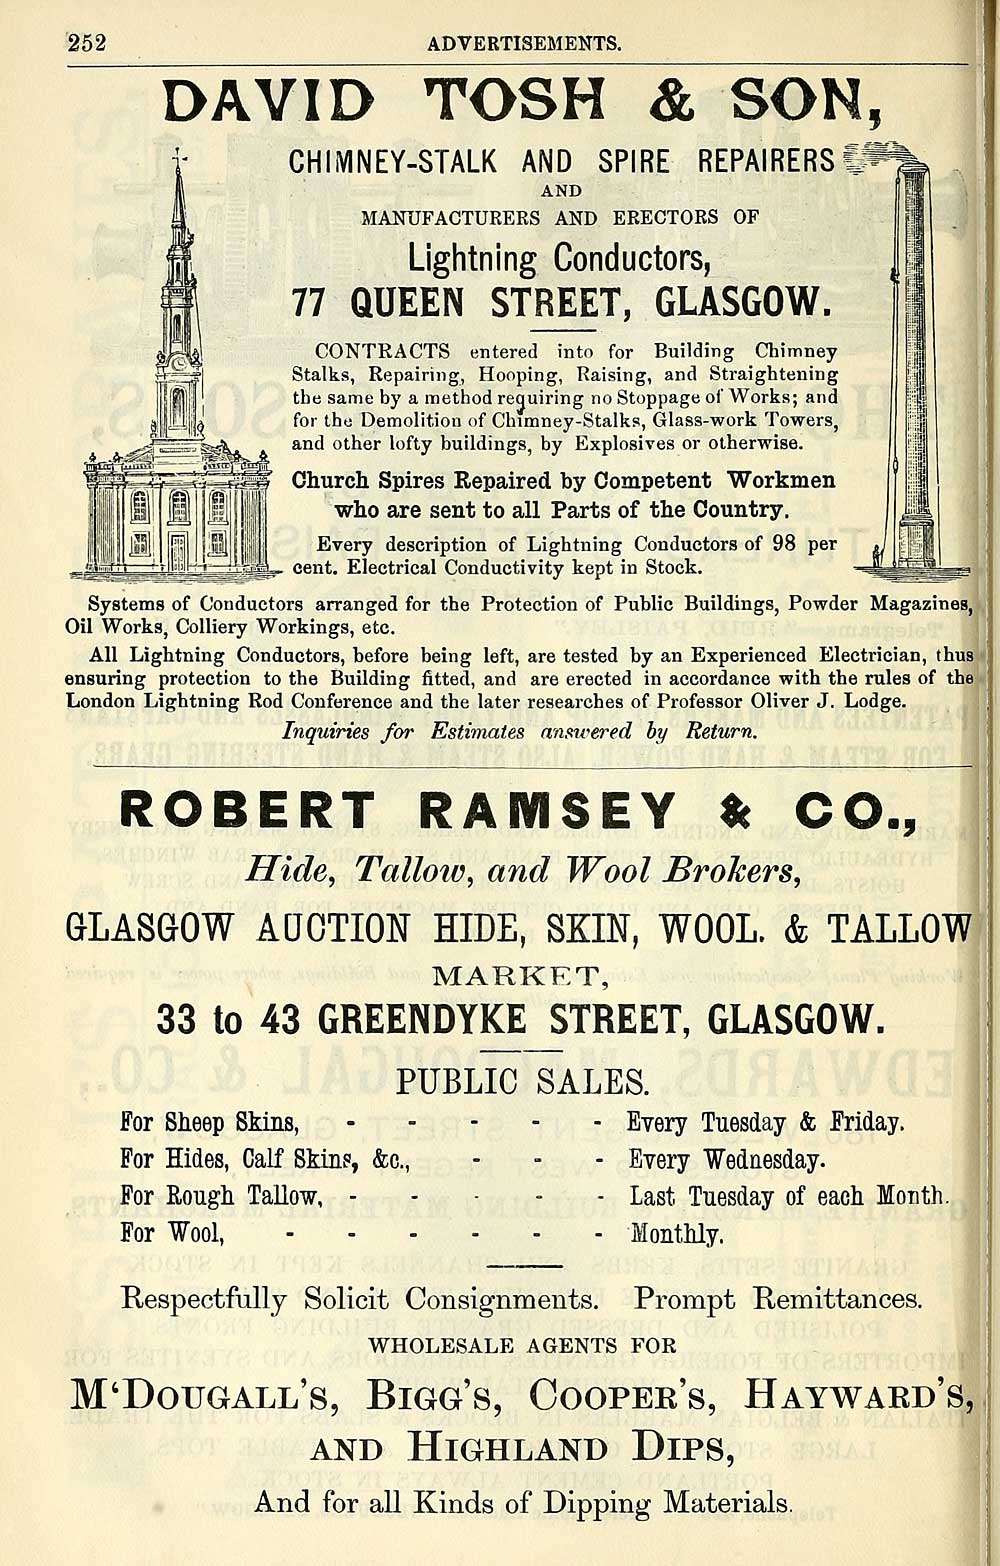 252
ADVERTISEMENTS.
DAVID TOSH & SON,
CHIMNEY-STALK AND SPIRE REPAIRERS
AND
MANUFACTURERS AND ERECTORS OF
Lightning Conductors,
77 QUEEN STREET, GLASGOW.
CONTRACTS entered into for Building Chimney
Stalks, Repairing, Hooping, Raising, and Straightening
the same by a method requiring no Stoppage of Works; and
for the Demolition of Chimney-Stalks, Glass-work Towers,
and other lofty buildings, by Explosives or otherwise.
Church Spires Repaired by Competent Workmen
who are sent to all Parts of the Country.
Every description of Lightning Conductors of 98 per
cent. Electrical Conductivity kept in Stock.
Systems of Conductors arranged for the Protection of Public Buildings, Powder Magazines,
Oil Works, Colliery Workings, etc.
All Lightning Conductors, before being left, are tested by an Experienced Electrician, thus
ensuring protection to the Building fitted, and are erected in accordance with the rules of the
London Lightning Rod Conference and the later researches of Professor Oliver J. Lodge.
Inquiries for Estimates answered by Return.
ROBERT RAMSEY & CO.,
Hide, Tallow, and Wool Brokers,
GLASGOW AUCTION HIDE, SKIN, WOOL. & TALLOW
MARKET,
33 to 43 GREENDYKE STREET, GLASGOW.
PUBLIC SALES.
For Sheep Skins, - - - - - Every Tuesday & Friday.
For Hides, Calf Skins, &c., - - - Every Wednesday.
For Rough Tallow, - - - - - Last Tuesday of each Month.
For Wool, - - - - - - Monthly.
Respectfully Solicit Consignments. Prompt Remittances.
WHOLESALE AGENTS FOR
M‘DOUGALL’S, BIGG’S, COOPER’S, HAYWARD’S,
AND HIGHLAND DIPS,
And for all Kinds of Dipping Materials.